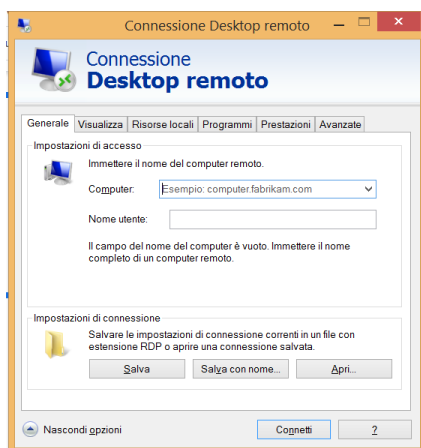 Connessione Desktop remoto
Connessione
Desktop remoto
Generale Visualizza Risorse locali Programmi Prestazioni Avanzate
Impostazioni di accesso
Immettere il nome del computer remoto.
Computer: Esempio: computer.fabrikam.com
Nome utente:
Il campo del nome del computer è vuoto. Immettere il nome
completo di un computer remoto.
Impostazioni di connessione
Salvare le impostazioni di connessione correnti in un file con
estensione RDP o aprire una connessione salvata.
Salva Salva con nome... Apri...
Nascondi opzioni Connetti ?